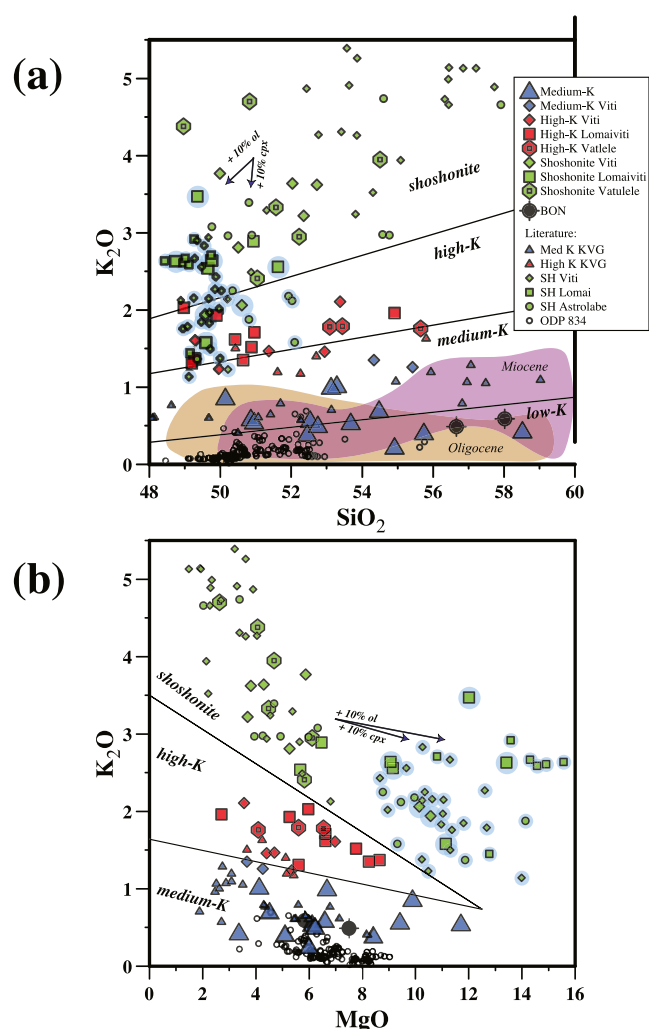 (a)
5
4
3
2
1
0
K2O
48
50
52
54
56
58
60
SiO2
+ 10% ol
+ 10% cpx
shoshonite
high-K
medium-K
low-K
Miocene
Oligocene
Medium-K
Medium-K Viti
High-K Viti
High-K Lomaiviti
High-K Vatlele
Shoshonite Viti
Shoshonite Lomaiviti
Shoshonite Vatulele
BON
Literature:
Med K KVG
High K KVG
SH Viti
SH Lomai
SH Astrolabe
ODP 834
(b)
5
4
3
2
1
0
K2O
shoshonite
high-K
medium-K
+ 10% ol
+ 10% cpx
0
2
4
6
8
10
12
14
16
MgO